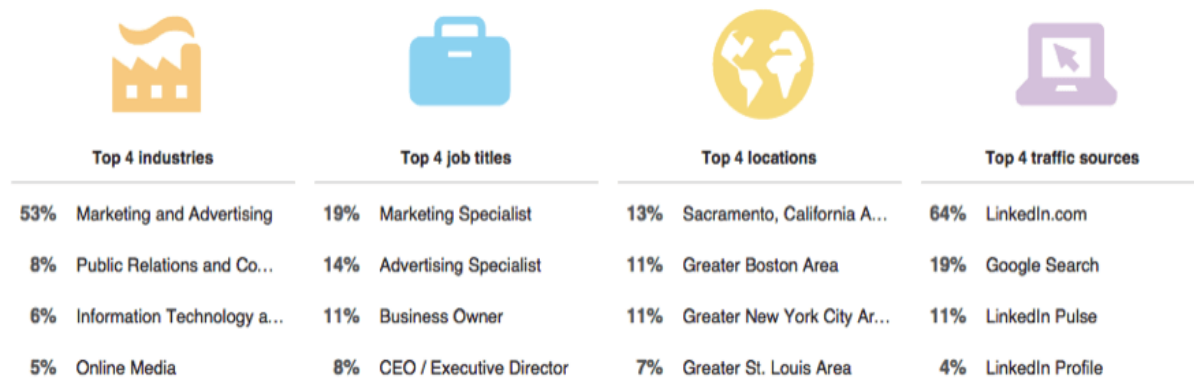 Top 4 industries
53% Marketing and Advertising
8% Public Relations and Co...
6% Information Technology a...
5% Online Media
Top 4 job titles
19% Marketing Specialist
14% Advertising Specialist
11% Business Owner
8% CEO / Executive Director
Top 4 locations
13% Sacramento, California A...
11% Greater Boston Area
11% Greater New York City Ar...
7% Greater St. Louis Area
Top 4 traffic sources
64% LinkedIn.com
19% Google Search
11% LinkedIn Pulse
4% LinkedIn Profile